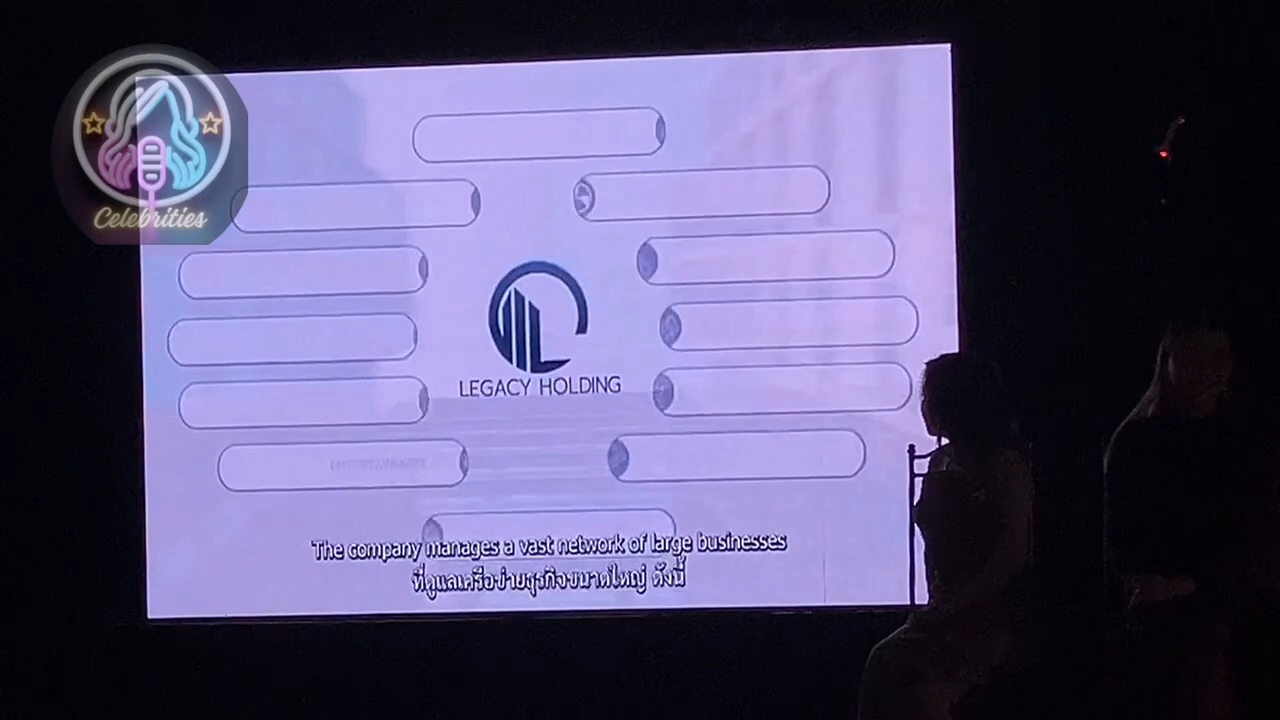 Celebrities
LEGACY HOLDING
The company manages a vast network of large businesses
ที่ดูแลเครือข่ายธุรกิจขนาดใหญ่ ดังนี้